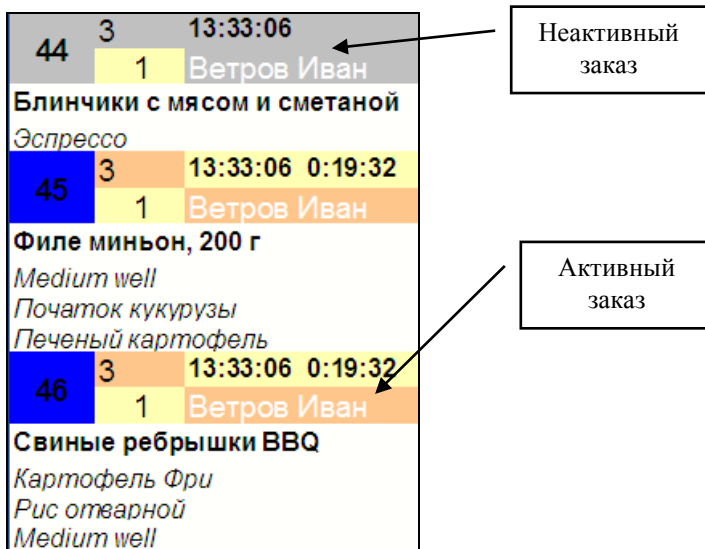 44 3 13:33:06
1 Ветров Иван
Блинчики с мясом и сметаной
Эспрессо
45 3 13:33:06 0:19:32
1 Ветров Иван
Филе миньон, 200 г
Medium well
Початок кукурузы
Печеный картофель
46 3 13:33:06 0:19:32
1 Ветров Иван
Свиные ребрышки BBQ
Картофель Фри
Рис отварной
Medium well
Неактивный
заказ
Активный
заказ